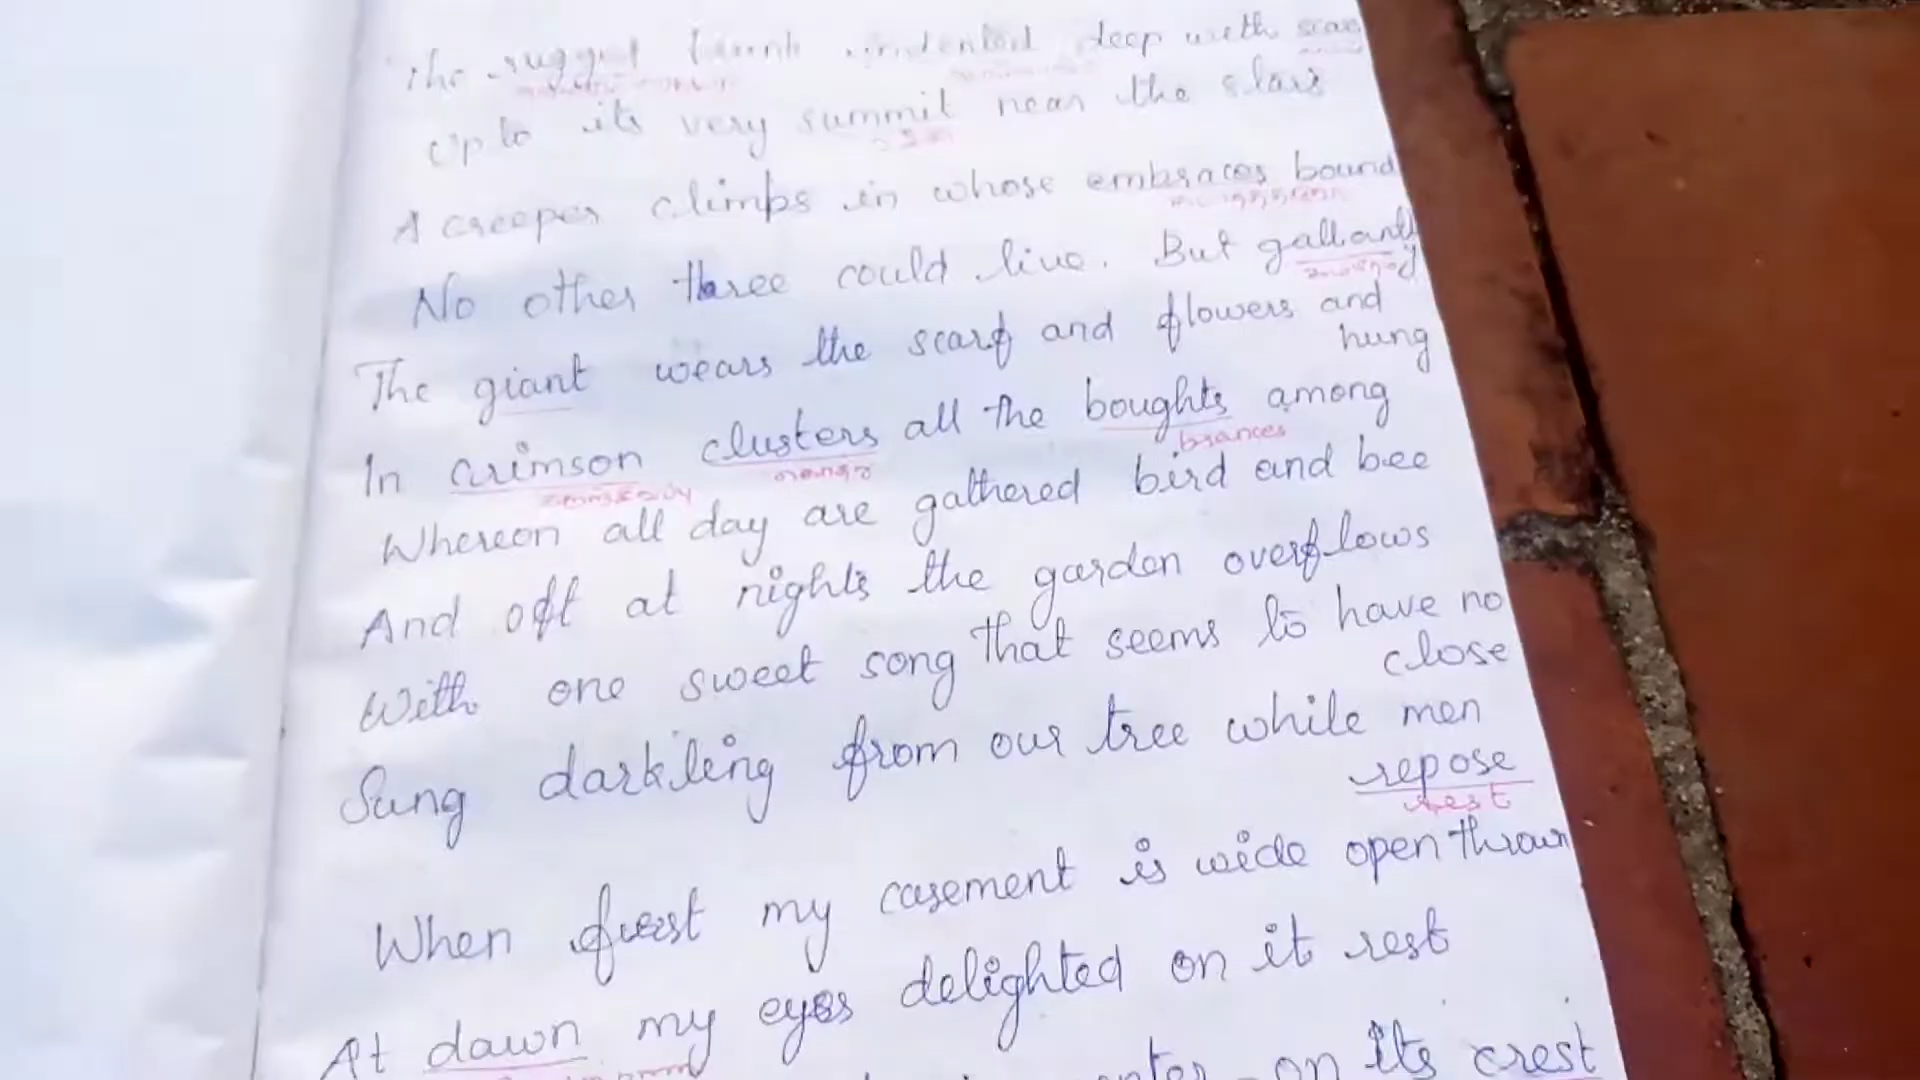 The rugged trunk indented deep with scars
Up to its very summit near the stars
A creeper climbs in whose embraces bound
No other three could live. But gallantly
The giant wears the scarf and flowers and
hung
In crimson clusters all the boughts among
brances
Whereon all day are gathered bird and bee
And oft at nights the garden overflows
With one sweet song that seems to have no
close
Sung darkling from our tree while men
repose
rest
When first my casement is wide open thrown
At dawn my eyes delighted on it rest
on its crest